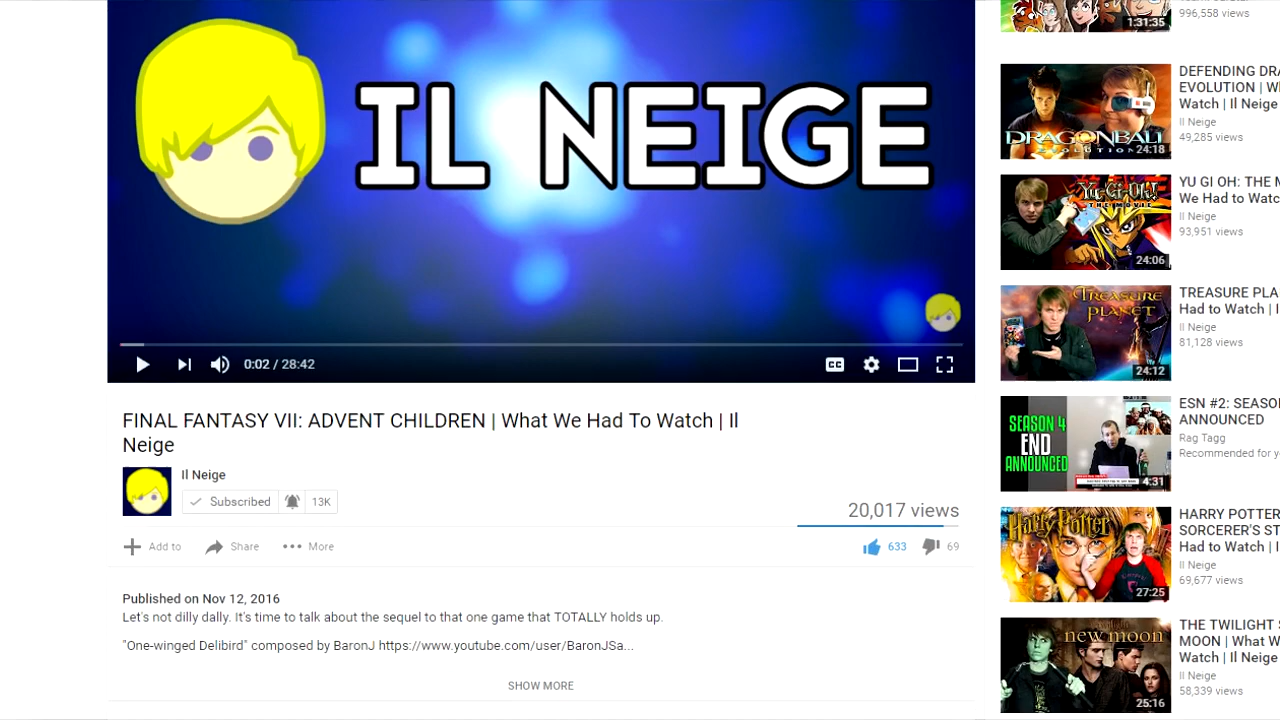 IL NEIGE
0:02 / 28:42
CC
FINAL FANTASY VII: ADVENT CHILDREN | What We Had To Watch | Il
Neige
Il Neige
Subscribed 13K
20,017 views
Add to Share More 633 69
Published on Nov 12, 2016
Let's not dilly dally. It's time to talk about the sequel to that one game that TOTALLY holds up.
"One-winged Delibird" composed by BaronJ https://www.youtube.com/user/BaronJSa...
SHOW MORE
1:31:35
996,558 views
DRAGONBALL
EVOLUTION
24:18
DEFENDING DRA
EVOLUTION | W
Watch | Il Neige
Il Neige
49,285 views
Yu-Gi-Oh!
THE MOVIE
24:06
YU GI OH: THE M
We Had to Watc
Il Neige
93,951 views
TREASURE
PLANET
24:12
TREASURE PLA
Had to Watch | I
Il Neige
81,128 views
SEASON 4
END
ANNOUNCED
4:31
ESN #2: SEASO
ANNOUNCED
Rag Tagg
Recommended for y
Harry Potter
27:25
HARRY POTTER
SORCERER'S ST
Had to Watch | I
Il Neige
69,677 views
twilight
new moon
25:16
THE TWILIGHT S
MOON | What W
Watch | Il Neige
Il Neige
58,339 views